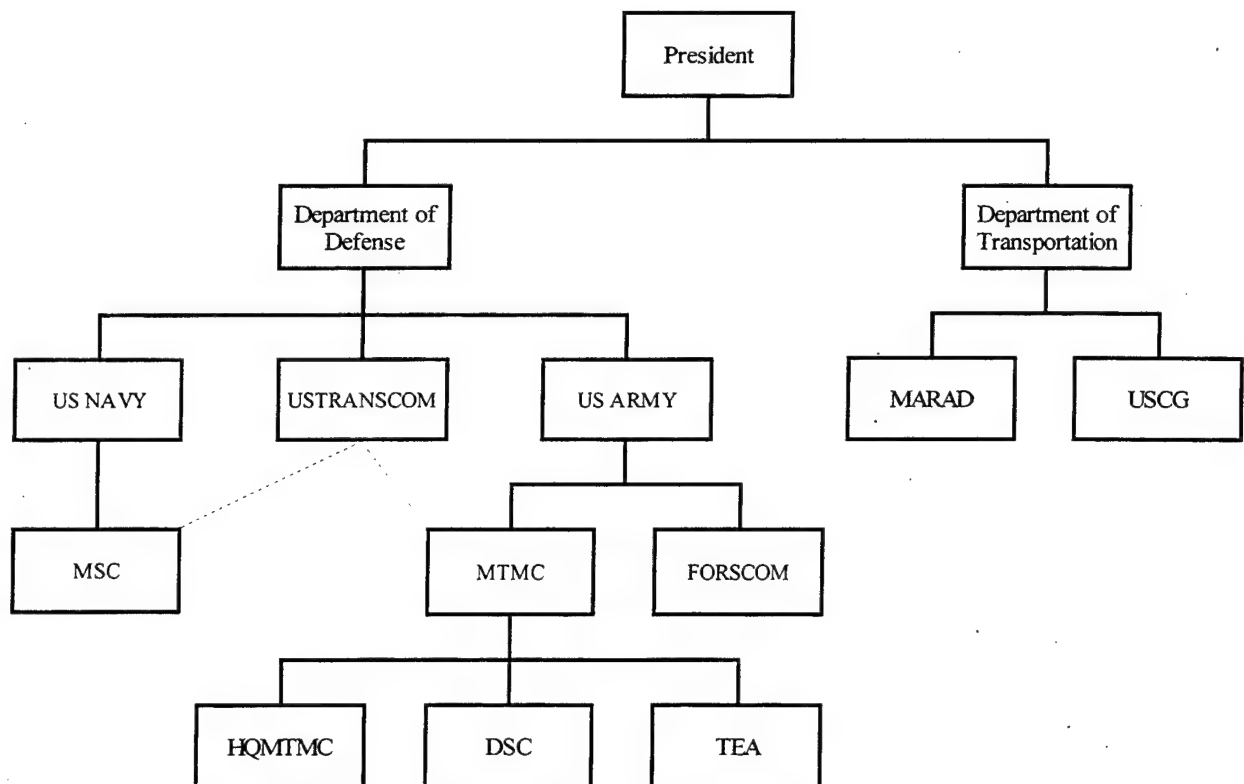 President
Department of
Defense
Department of
Transportation
US NAVY
USTRANSCOM
US ARMY
MARAD
USCG
MSC
MTMC
FORSCOM
HQMTMC
DSC
TEA